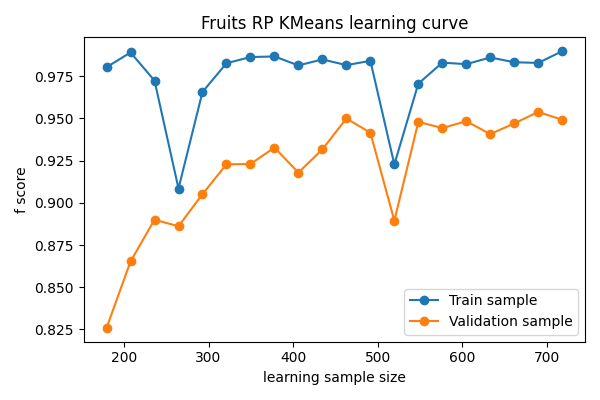 Fruits RP KMeans learning curve
f score
0.975
0.950
0.925
0.900
0.875
0.850
0.825
Train sample
Validation sample
200 300 400 500 600 700
learning sample size